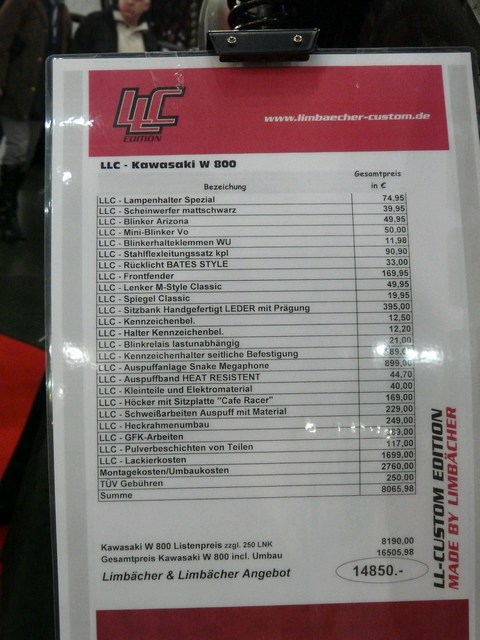 LLC
EDITION
www.limbaecher-custom.de
LLC - Kawasaki W 800
Gesamtpreis
Bezeichung in €
LLC - Lampenhalter Spezial 74,95
LLC - Scheinwerfer mattschwarz 39,95
LLC - Blinker Arizona 49,95
LLC - Mini-Blinker Vo 50,00
LLC - Blinkerhalteklemmen WU 11,98
LLC - Stahlflexleitungssatz kpl 90,90
LLC - Rücklicht BATES STYLE 33,00
LLC - Frontfender 169,95
LLC - Lenker M-Style Classic 49,95
LLC - Spiegel Classic 19,95
LLC - Sitzbank Handgefertigt LEDER mit Prägung 395,00
LLC - Kennzeichenbel. 12,50
LLC - Halter Kennzeichenbel. 12,20
LLC - Blinkrelais lastunabhängig 21,00
LLC - Kennzeichenhalter seitliche Befestigung 89,00
LLC - Auspuffanlage Snake Megaphone 899,00
LLC - Auspuffband HEAT RESISTENT 44,70
LLC - Kleinteile und Elektromaterial 40,00
LLC - Höcker mit Sitzplatte "Cafe Racer" 169,00
LLC - Schweißarbeiten Auspuff mit Material 229,00
LLC - Heckrahmenumbau 249,00
LLC - GFK-Arbeiten
LLC - Pulverbeschichten von Teilen 117,00
LLC - Lackierkosten 1699,00
Montagekosten/Umbaukosten 2760,00
TÜV Gebühren 250,00
Summe 8065,98
Kawasaki W 800 Listenpreis zzgl. 250 LNK 8190,00
Gesamtpreis Kawasaki W 800 incl. Umbau 16505,98
Limbächer & Limbächer Angebot 14850.-
LL-CUSTOM EDITION
MADE BY LIMBÄCHER